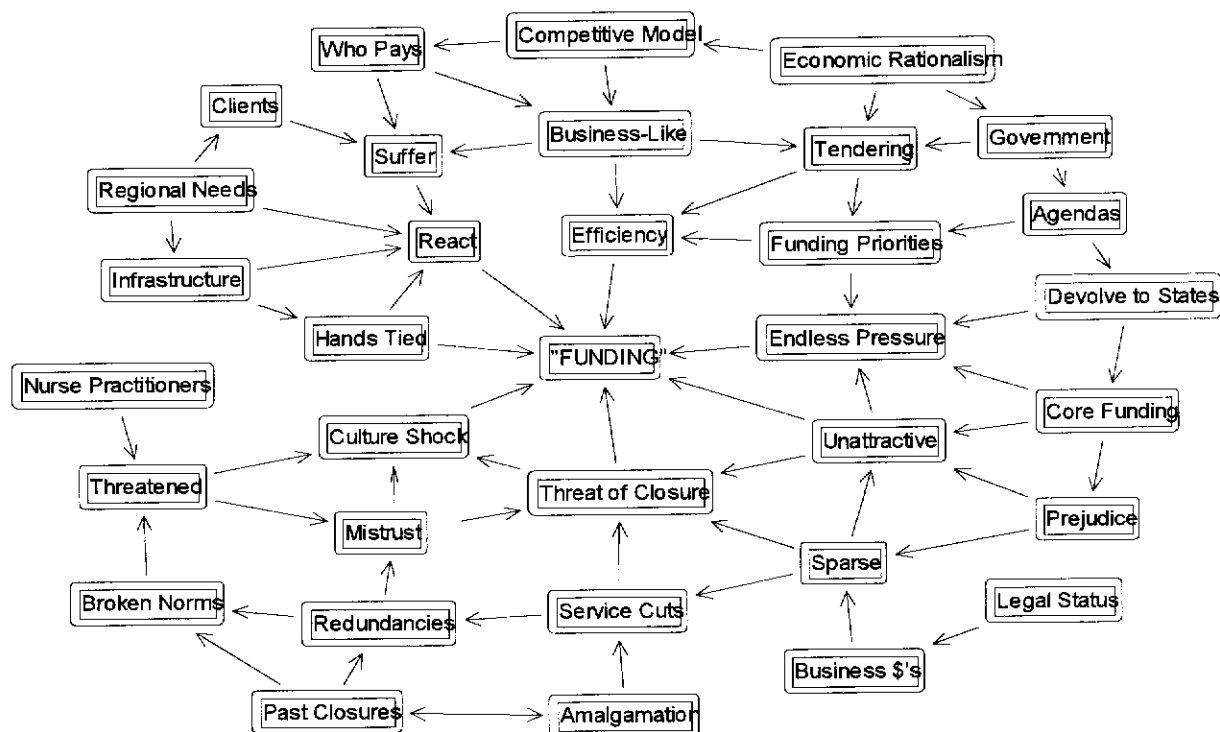 Competitive Model
Who Pays
Economic Rationalism
Clients
Business-Like
Tendering
Government
Suffer
Regional Needs
React
Efficiency
Funding Priorities
Agendas
Infrastructure
Devolve to States
Hands Tied
"FUNDING"
Endless Pressure
Nurse Practitioners
Culture Shock
Unattractive
Core Funding
Threatened
Threat of Closure
Mistrust
Prejudice
Sparse
Broken Norms
Redundancies
Service Cuts
Legal Status
Business $'s
Past Closures
Amalgamation